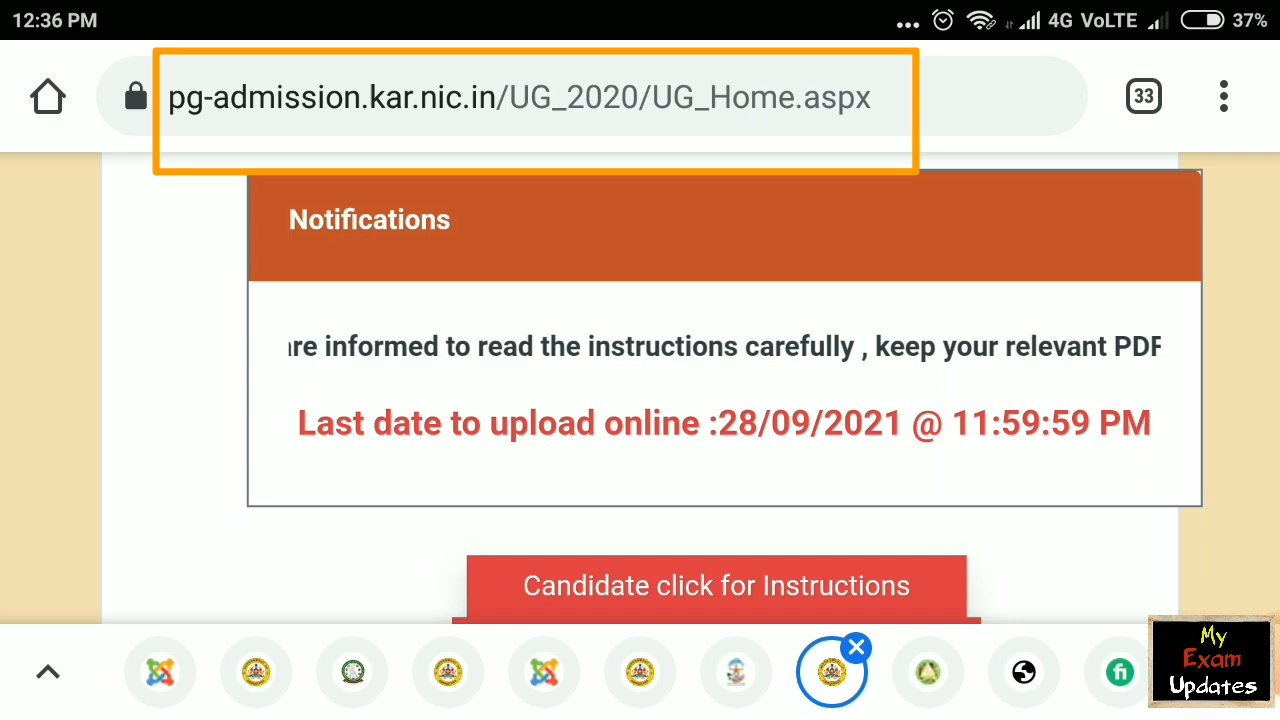 12:36 PM
4G VoLTE
37%
pg-admission.kar.nic.in/UG_2020/UG_Home.aspx
33
Notifications
are informed to read the instructions carefully , keep your relevant PDF
Last date to upload online :28/09/2021 @ 11:59:59 PM
Candidate click for Instructions
fi
My
Exam
Updates